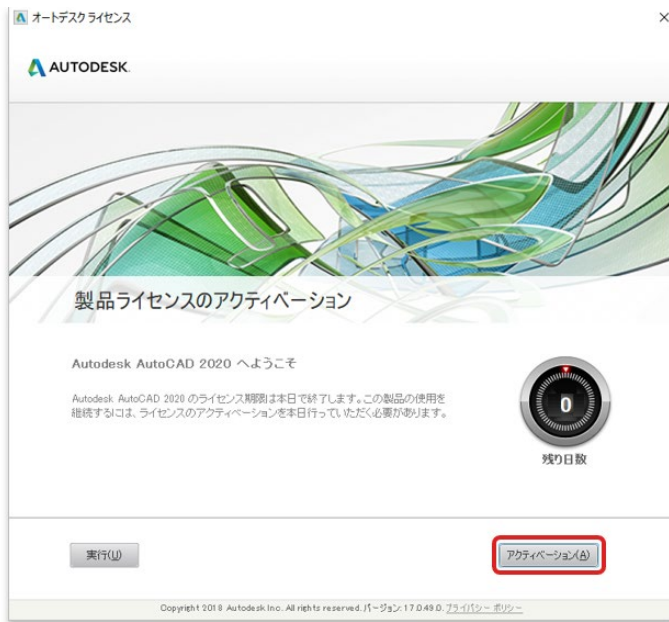 オートデスク ライセンス
AUTODESK.
製品ライセンスのアクティベーション
Autodesk AutoCAD 2020 へようこそ
Autodesk AutoCAD 2020 のライセンス期限は本日で終了します。この製品の使用を
継続するには、ライセンスのアクティベーションを本日行っていただく必要があります。
0
残り日数
実行(U)
アクティベーション(A)
Copyright 2018 Autodesk Inc. All rights reserved. バージョン: 17.0.49.0. プライバシー ポリシー